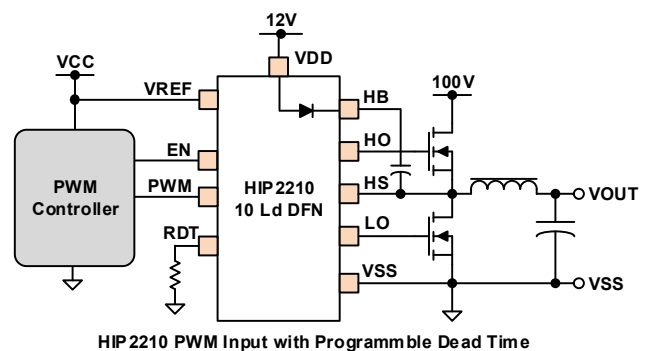 12V
VDD
VCC
VREF
EN
PWM
RDT
PWM
Controller
HIP2210
10 Ld DFN
HB
HO
HS
LO
VSS
100V
VOUT
VSS
HIP2210 PWM Input with Programmble Dead Time